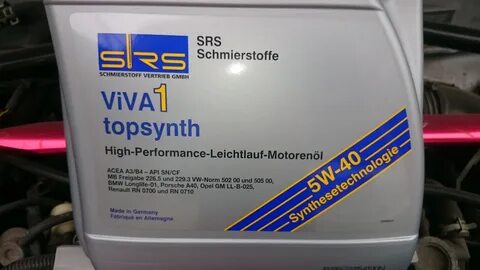 SRS
SCHMIERSTOFF VERTRIEB GMBH
SRS
Schmierstoffe
ViVA1
topsynth
High-Performance-Leichtlauf-Motorenöl
ACEA A3/B4 – API SN/CF
MB Freigabe 226.5 und 229.3 VW-Norm 502 00 und 505 00,
BMW Longlife-01, Porsche A40, Opel GM LL-B-025,
Renault RN 0700 und RN 0710
5W-40
Synthesetechnologie
Made in Germany
Fabriqué en Allemagne